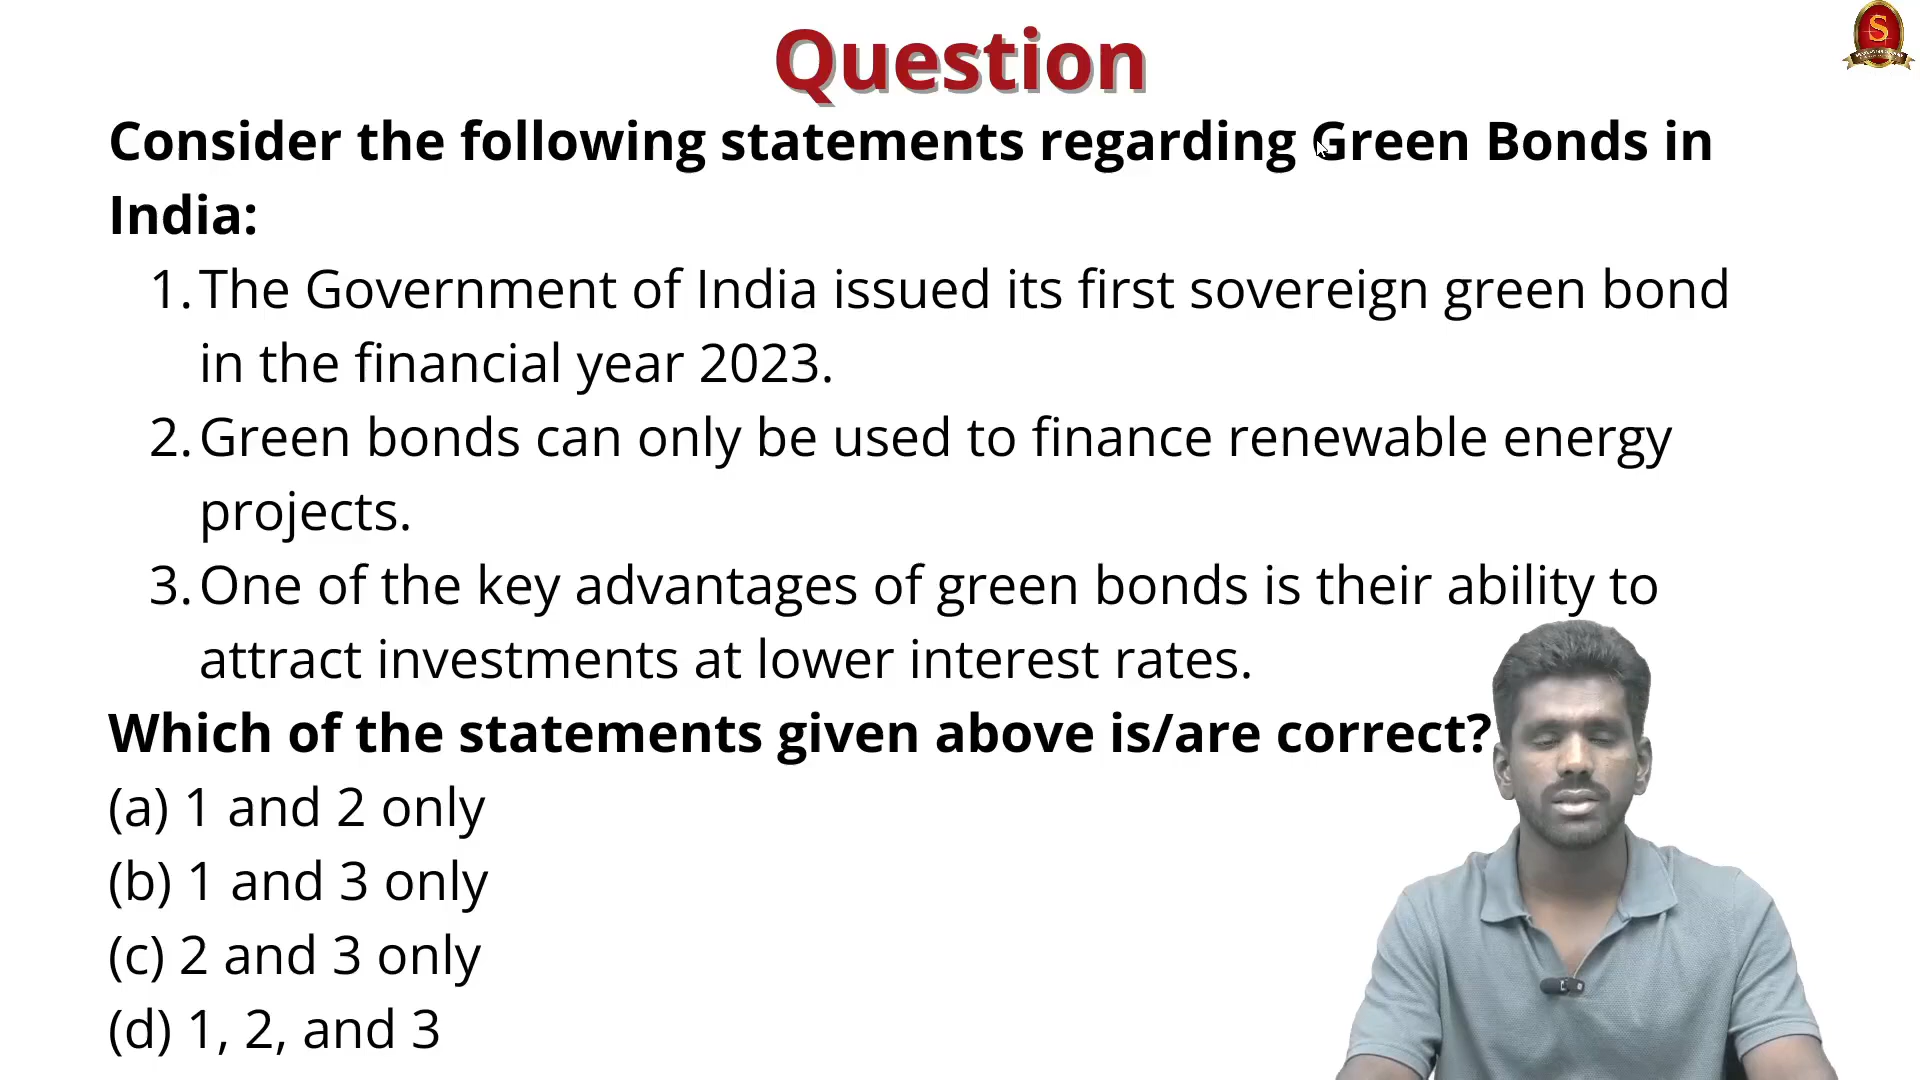 Question
Consider the following statements regarding Green Bonds in
India:
1. The Government of India issued its first sovereign green bond
in the financial year 2023.
2. Green bonds can only be used to finance renewable energy
projects.
3. One of the key advantages of green bonds is their ability to
attract investments at lower interest rates.
Which of the statements given above is/are correct?
(a) 1 and 2 only
(b) 1 and 3 only
(c) 2 and 3 only
(d) 1, 2, and 3
S